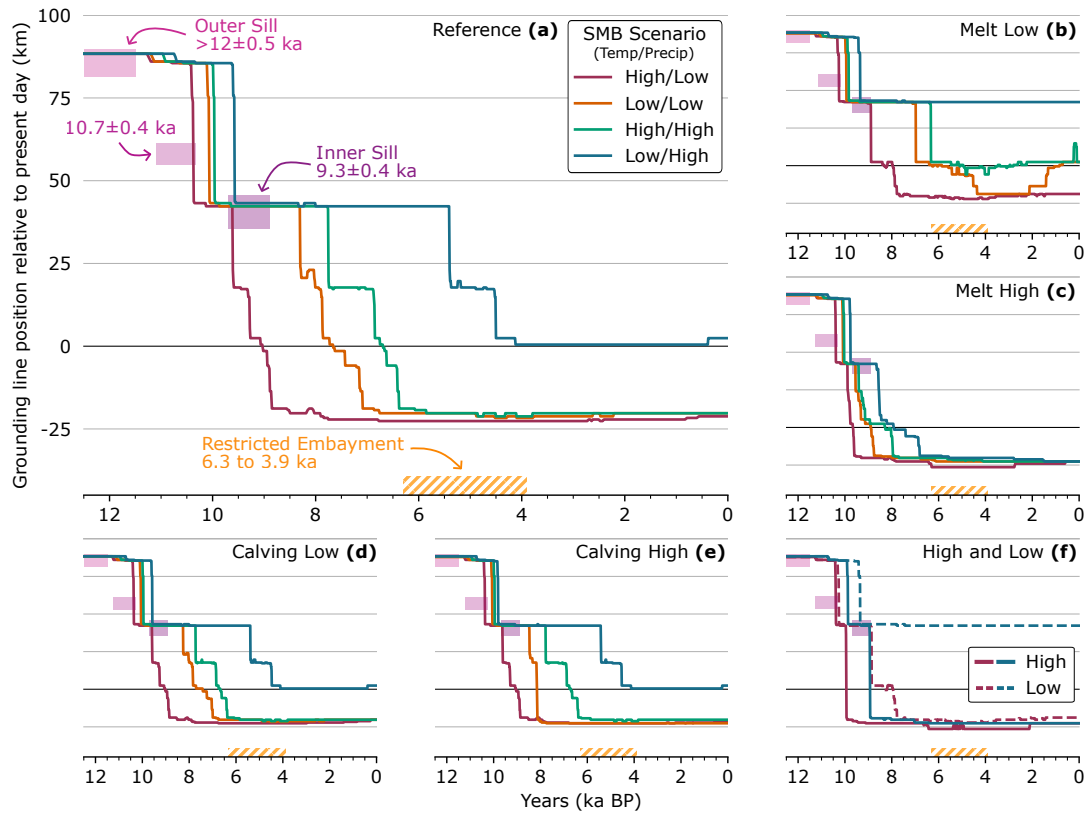 Grounding line position relative to present day (km)
100
75
50
25
0
-25
Outer Sill
>12±0.5 ka
10.7±0.4 ka
Inner Sill
9.3±0.4 ka
Restricted Embayment
6.3 to 3.9 ka
Reference (a)
SMB Scenario
(Temp/Precip)
High/Low
Low/Low
High/High
Low/High
12 10 8 6 4 2 0
Melt Low (b)
12 10 8 6 4 2 0
Melt High (c)
12 10 8 6 4 2 0
Calving Low (d)
12 10 8 6 4 2 0
Calving High (e)
12 10 8 6 4 2 0
High and Low (f)
High
Low
12 10 8 6 4 2 0
Years (ka BP)